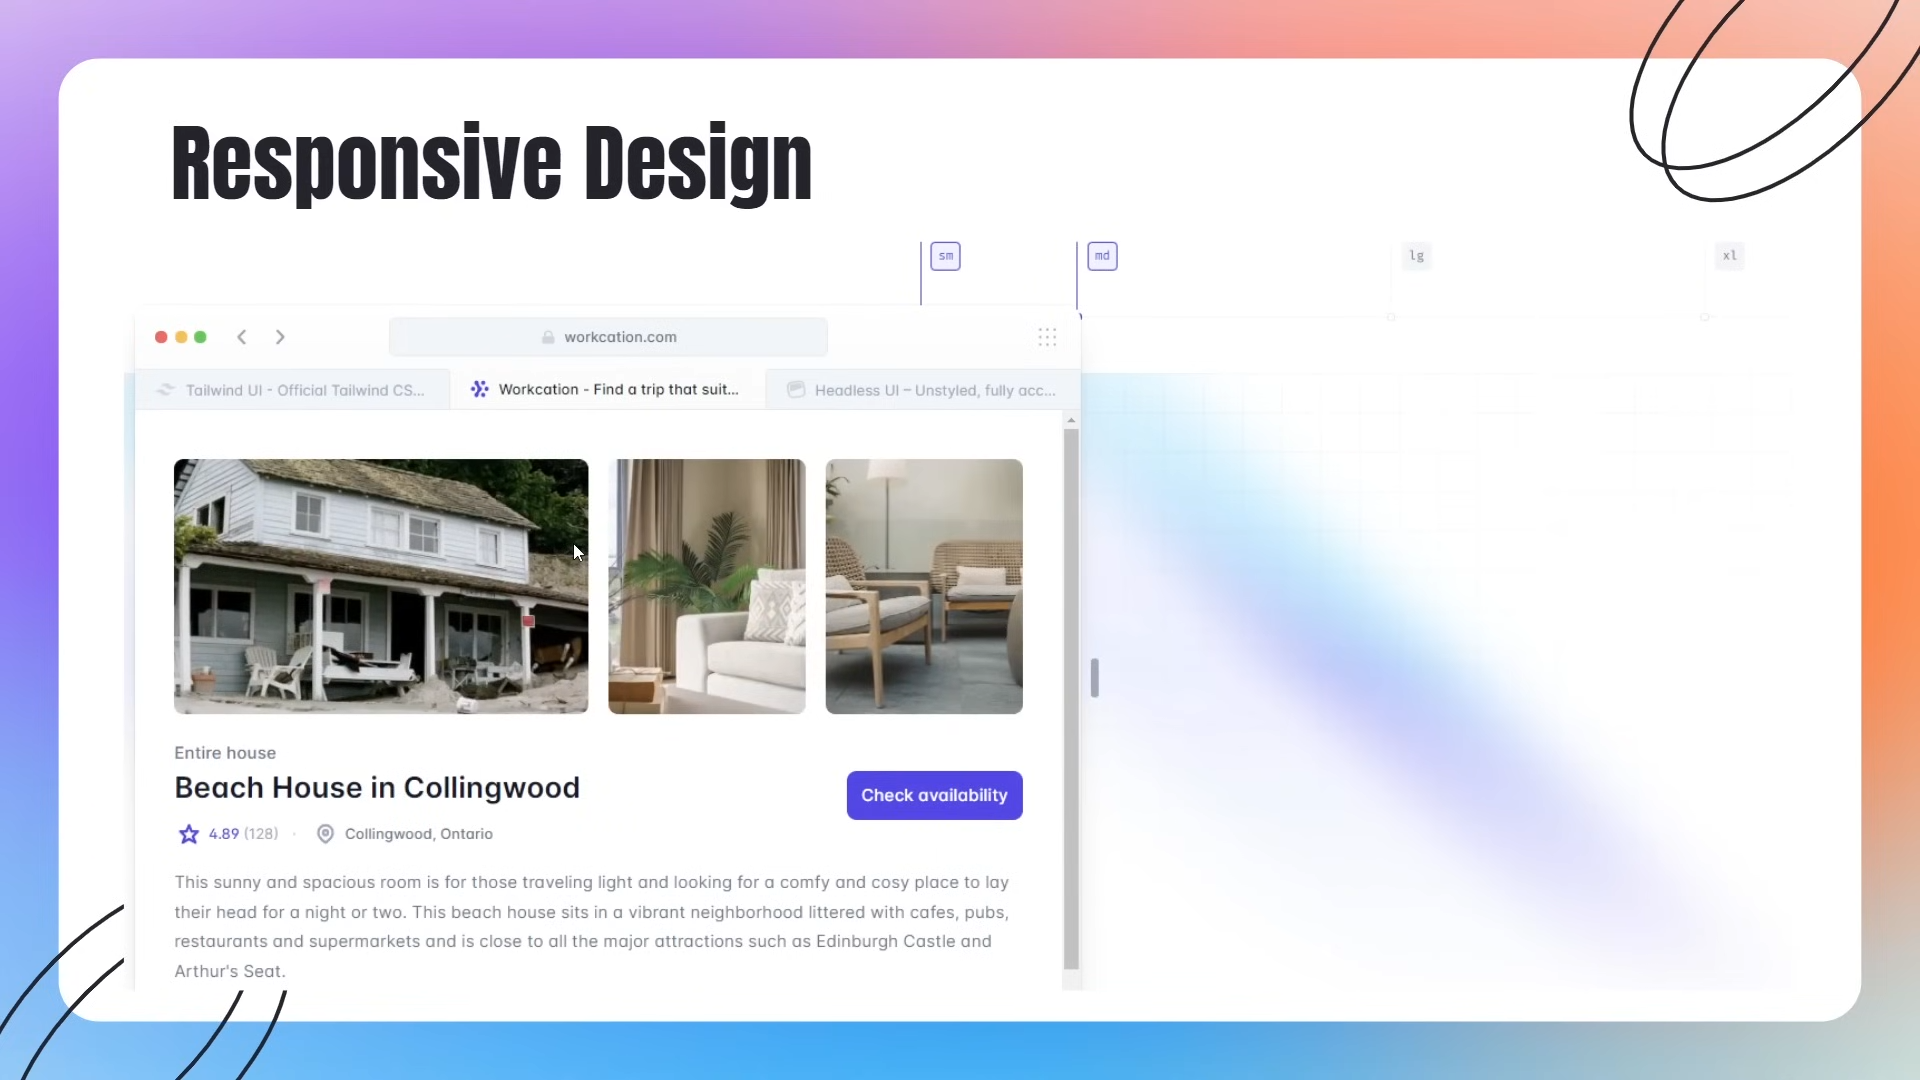 Responsive Design
sm
md
lg
xl
workcation.com
Tailwind UI - Official Tailwind CS...
Workcation - Find a trip that suit...
Headless UI – Unstyled, fully acc...
Entire house
Beach House in Collingwood
Check availability
4.89 (128) · Collingwood, Ontario
This sunny and spacious room is for those traveling light and looking for a comfy and cosy place to lay
their head for a night or two. This beach house sits in a vibrant neighborhood littered with cafes, pubs,
restaurants and supermarkets and is close to all the major attractions such as Edinburgh Castle and
Arthur's Seat.